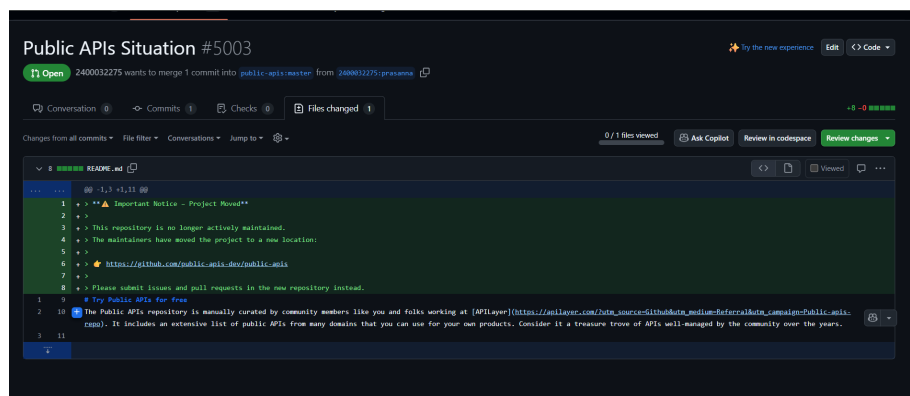 Public APIs Situation #5003
Try the new experience Edit <> Code
Open 2400032275 wants to merge 1 commit into public-apis:master from 2400032275:prasanna
Conversation 0 Commits 1 Checks 0 Files changed 1 +8 −0
Changes from all commits File filter Conversations Jump to 0 / 1 files viewed Ask Copilot Review in codespace Review changes
8 README.md <> Viewed ...
... ... @@ -1,3 +1,11 @@
1 + > **⚠️ Important Notice – Project Moved**
2 + >
3 + > This repository is no longer actively maintained.
4 + > The maintainers have moved the project to a new location:
5 + >
6 + > 👉 https://github.com/public-apis-dev/public-apis
7 + >
8 + > Please submit issues and pull requests in the new repository instead.
1 9 # Try Public APIs for free
2 10 The Public APIs repository is manually curated by community members like you and folks working at [APILayer](https://apilayer.com/?utm_source=Github&utm_medium=Referral&utm_campaign=Public-apis-
repo). It includes an extensive list of public APIs from many domains that you can use for your own products. Consider it a treasure trove of APIs well-managed by the community over the years.
3 11